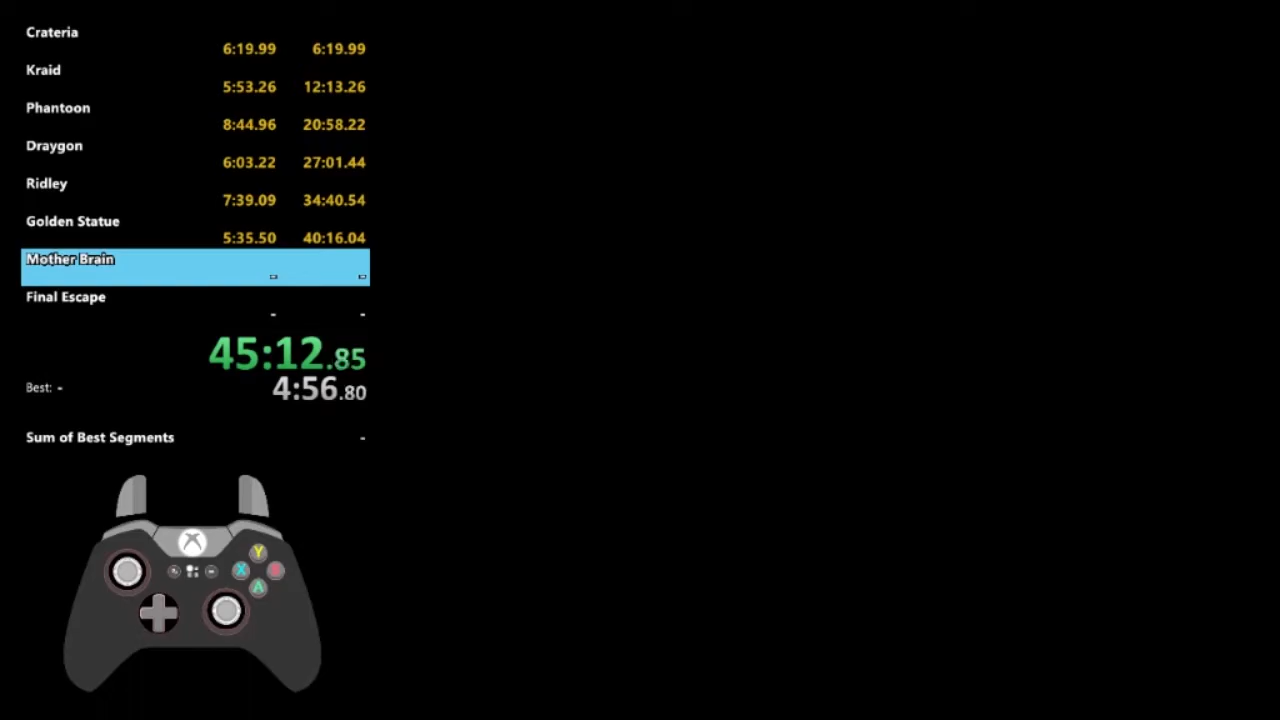 Crateria
6:19.99 6:19.99
Kraid
5:53.26 12:13.26
Phantoon
8:44.96 20:58.22
Draygon
6:03.22 27:01.44
Ridley
7:39.09 34:40.54
Golden Statue
5:35.50 40:16.04
Mother Brain
- -
Final Escape
- -
45:12.85
Best: - 4:56.80
Sum of Best Segments -
Y
X B
A